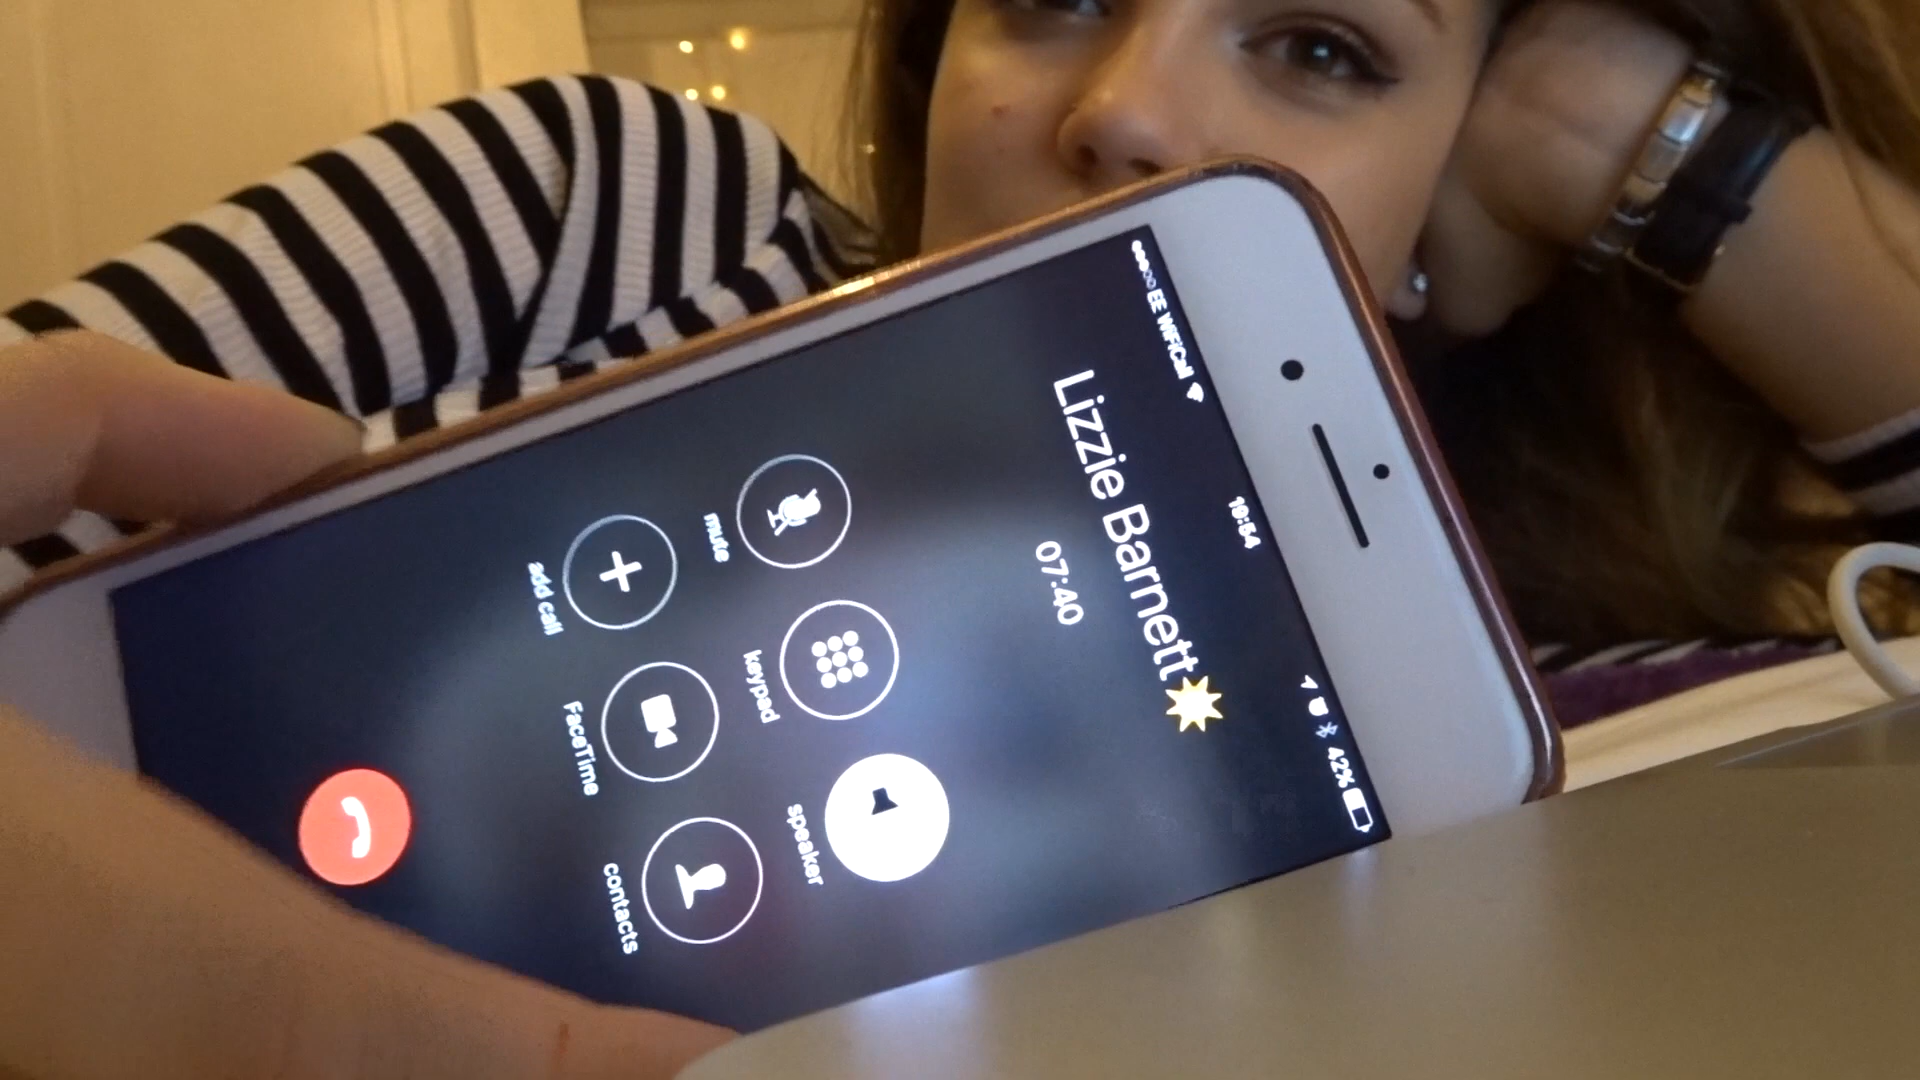 EE WiFiCall 19:54 42%
Lizzie Barnett☀️
07:40
mute keypad speaker
add call FaceTime contacts